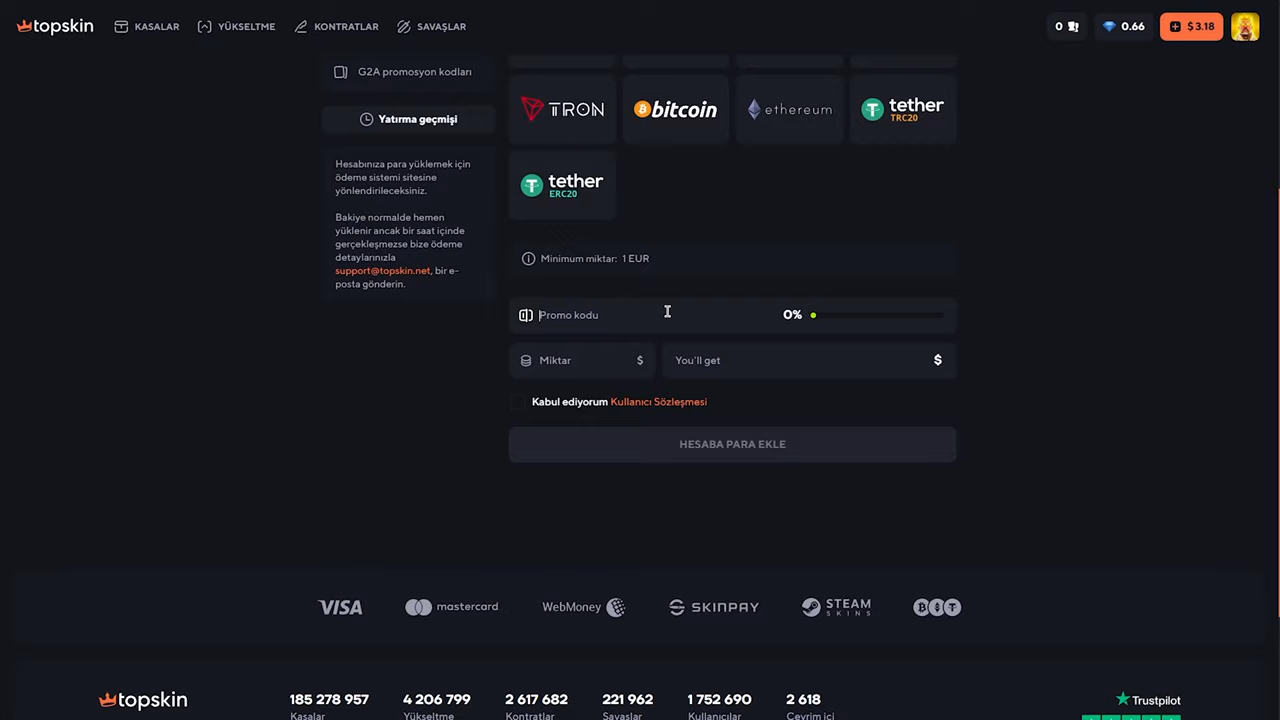 topskin
KASALAR
YÜKSELTME
KONTRATLAR
SAVAŞLAR
0
0.66
$ 3.18
G2A promosyon kodları
Yatırma geçmişi
Hesabınıza para yüklemek için
ödeme sistemi sitesine
yönlendirileceksiniz.
Bakiye normalde hemen
yüklenir ancak bir saat içinde
gerçekleşmezse bize ödeme
detaylarınızla
support@topskin.net, bir e-
posta gönderin.
TRON
bitcoin
ethereum
tether
TRC20
tether
ERC20
Minimum miktar: 1 EUR
Promo kodu
0%
Miktar
$
You'll get
$
Kabul ediyorum Kullanıcı Sözleşmesi
HESABA PARA EKLE
VISA
mastercard
WebMoney
SKINPAY
STEAM
SKINS
topskin
185 278 957
Kasalar
4 206 799
Yükseltme
2 617 682
Kontratlar
221 962
Savaşlar
1 752 690
Kullanıcılar
2 618
Çevrim içi
Trustpilot